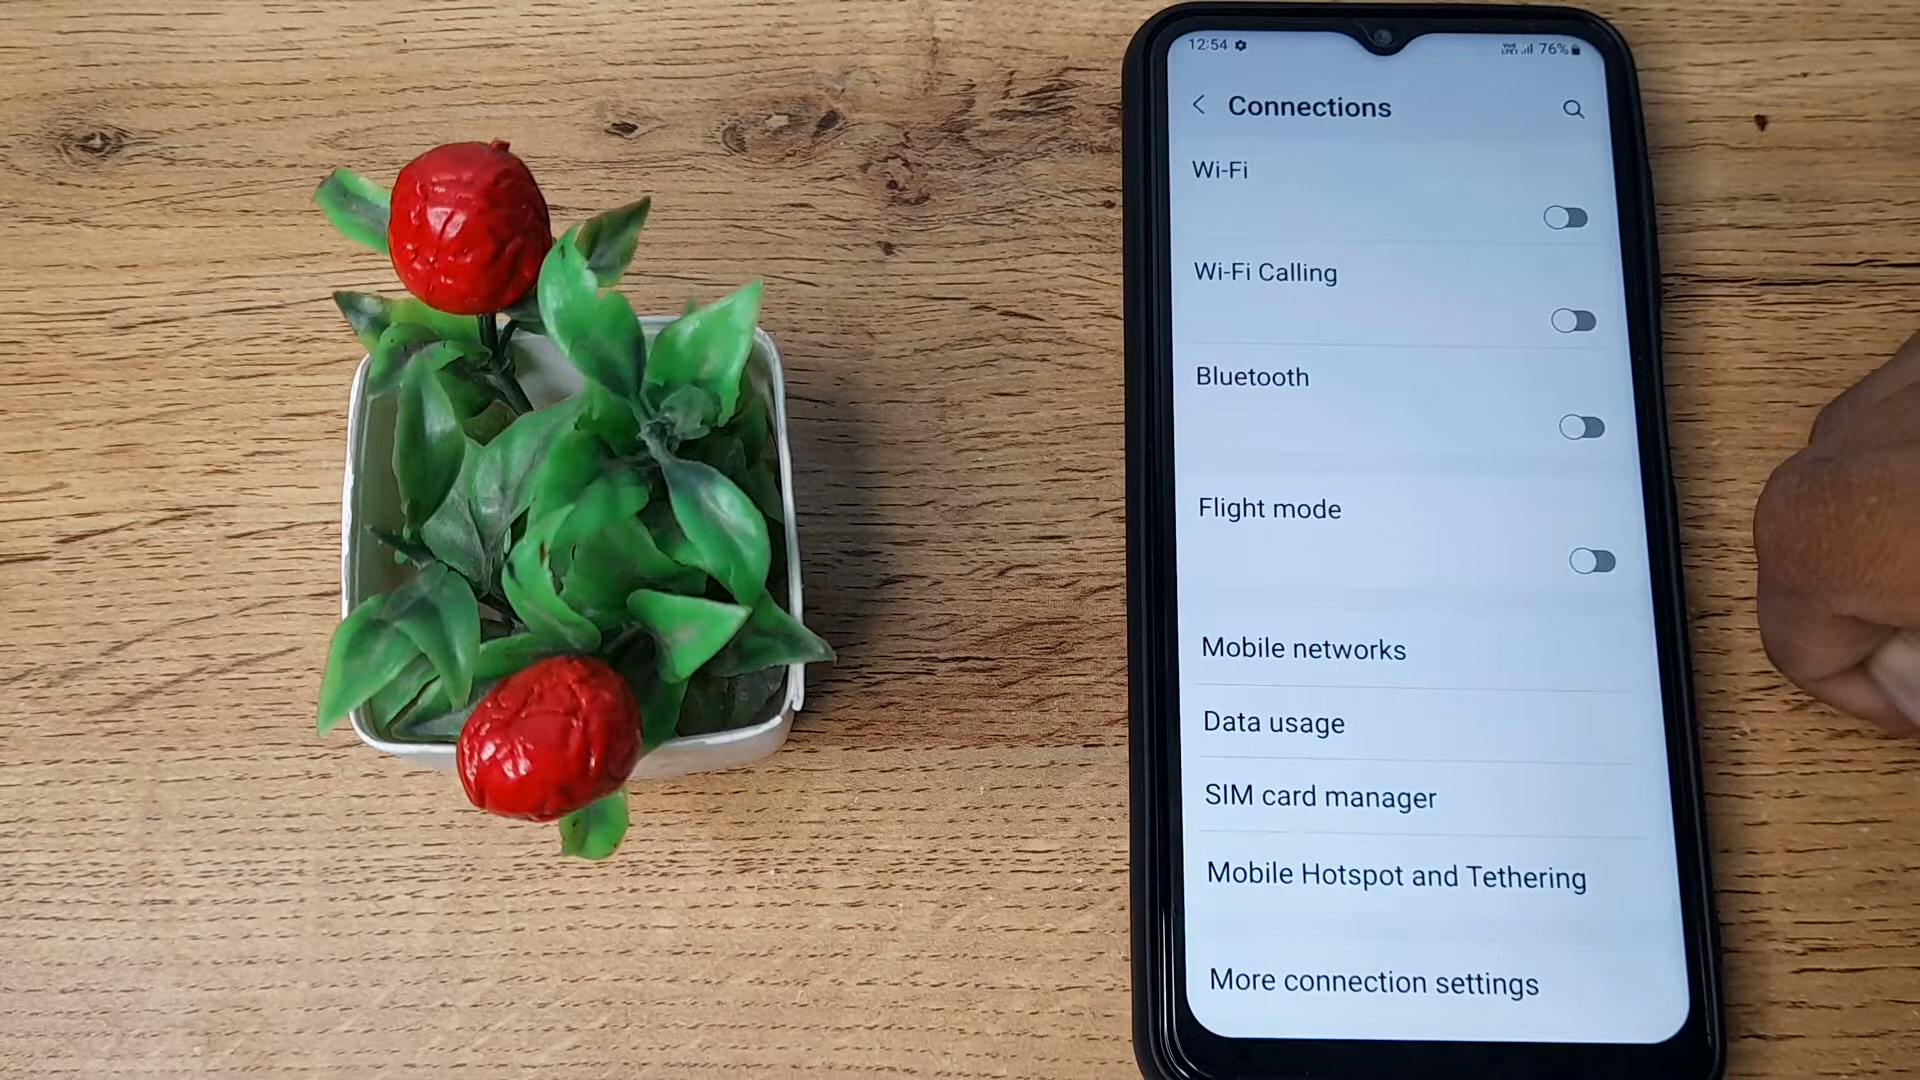 12:54
VoLTE1 76%
Connections
Wi-Fi
Wi-Fi Calling
Bluetooth
Flight mode
Mobile networks
Data usage
SIM card manager
Mobile Hotspot and Tethering
More connection settings